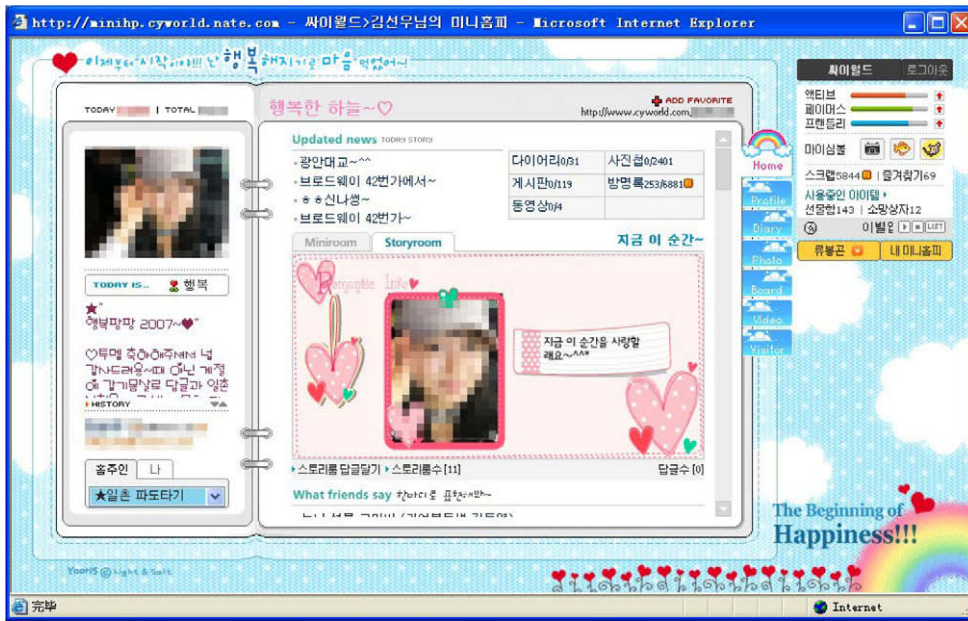 http://minihp.cyworld.nate.com - 싸이월드>김선우님의 미니홈피 - Microsoft Internet Explorer
이제부터 시작이야!!! 난 행복해지기로 마음 먹었어~!
TODAY | TOTAL
행복한 하늘~♡
ADD FAVORITE
http://www.cyworld.com,
싸이월드 로그아웃
액티브
페이머스
프랜들리
마이심볼
스크랩5844 | 즐겨찾기69
사용중인 아이템
선물함143 | 소망상자12
LIST
류봉곤 내 미니홈피
Updated news TODAY STORY
광안대교~^^
브로드웨이 42번가에서~
ㅎㅎ신나셩~
브로드웨이 42번가~
다이어리0/31 사진첩0/2401
게시판0/119 방명록253/6881
동영상0/4
Home
Profile
Diary
Photo
Board
Video
Visitor
Miniroom Storyroom 지금 이 순간~
Romantic Love
지금 이 순간을 사랑할
래요~^^*
TODAY IS.. 행복
★"
행복팡팡 2007~♥"
HISTORY
홈주인 나
★일촌 파도타기
스토리룸 답글달기 스토리룸수[11] 답글수 [0]
What friends say 한마디로 표현해봐~
The Beginning of
Happiness!!!
完毕 Internet